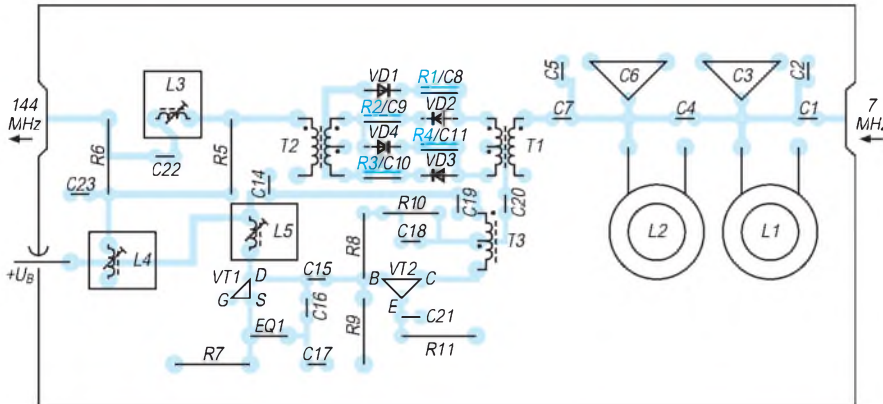 L3
VD1
R1/C8
C5
C6
C3
C2
144
MHz
R2/C9
VD2
C7
C4
C1
7
MHz
R6
C22
R5
T2
VD4
R4/C11
T1
R3/C10
VD3
C23
C14
R10
C19
C20
L4
L5
R8
C18
T3
L2
L1
+UB
VT1
D
C15
B
VT2
C
G
S
C16
E
EQ1
R9
C21
R7
C17
R11